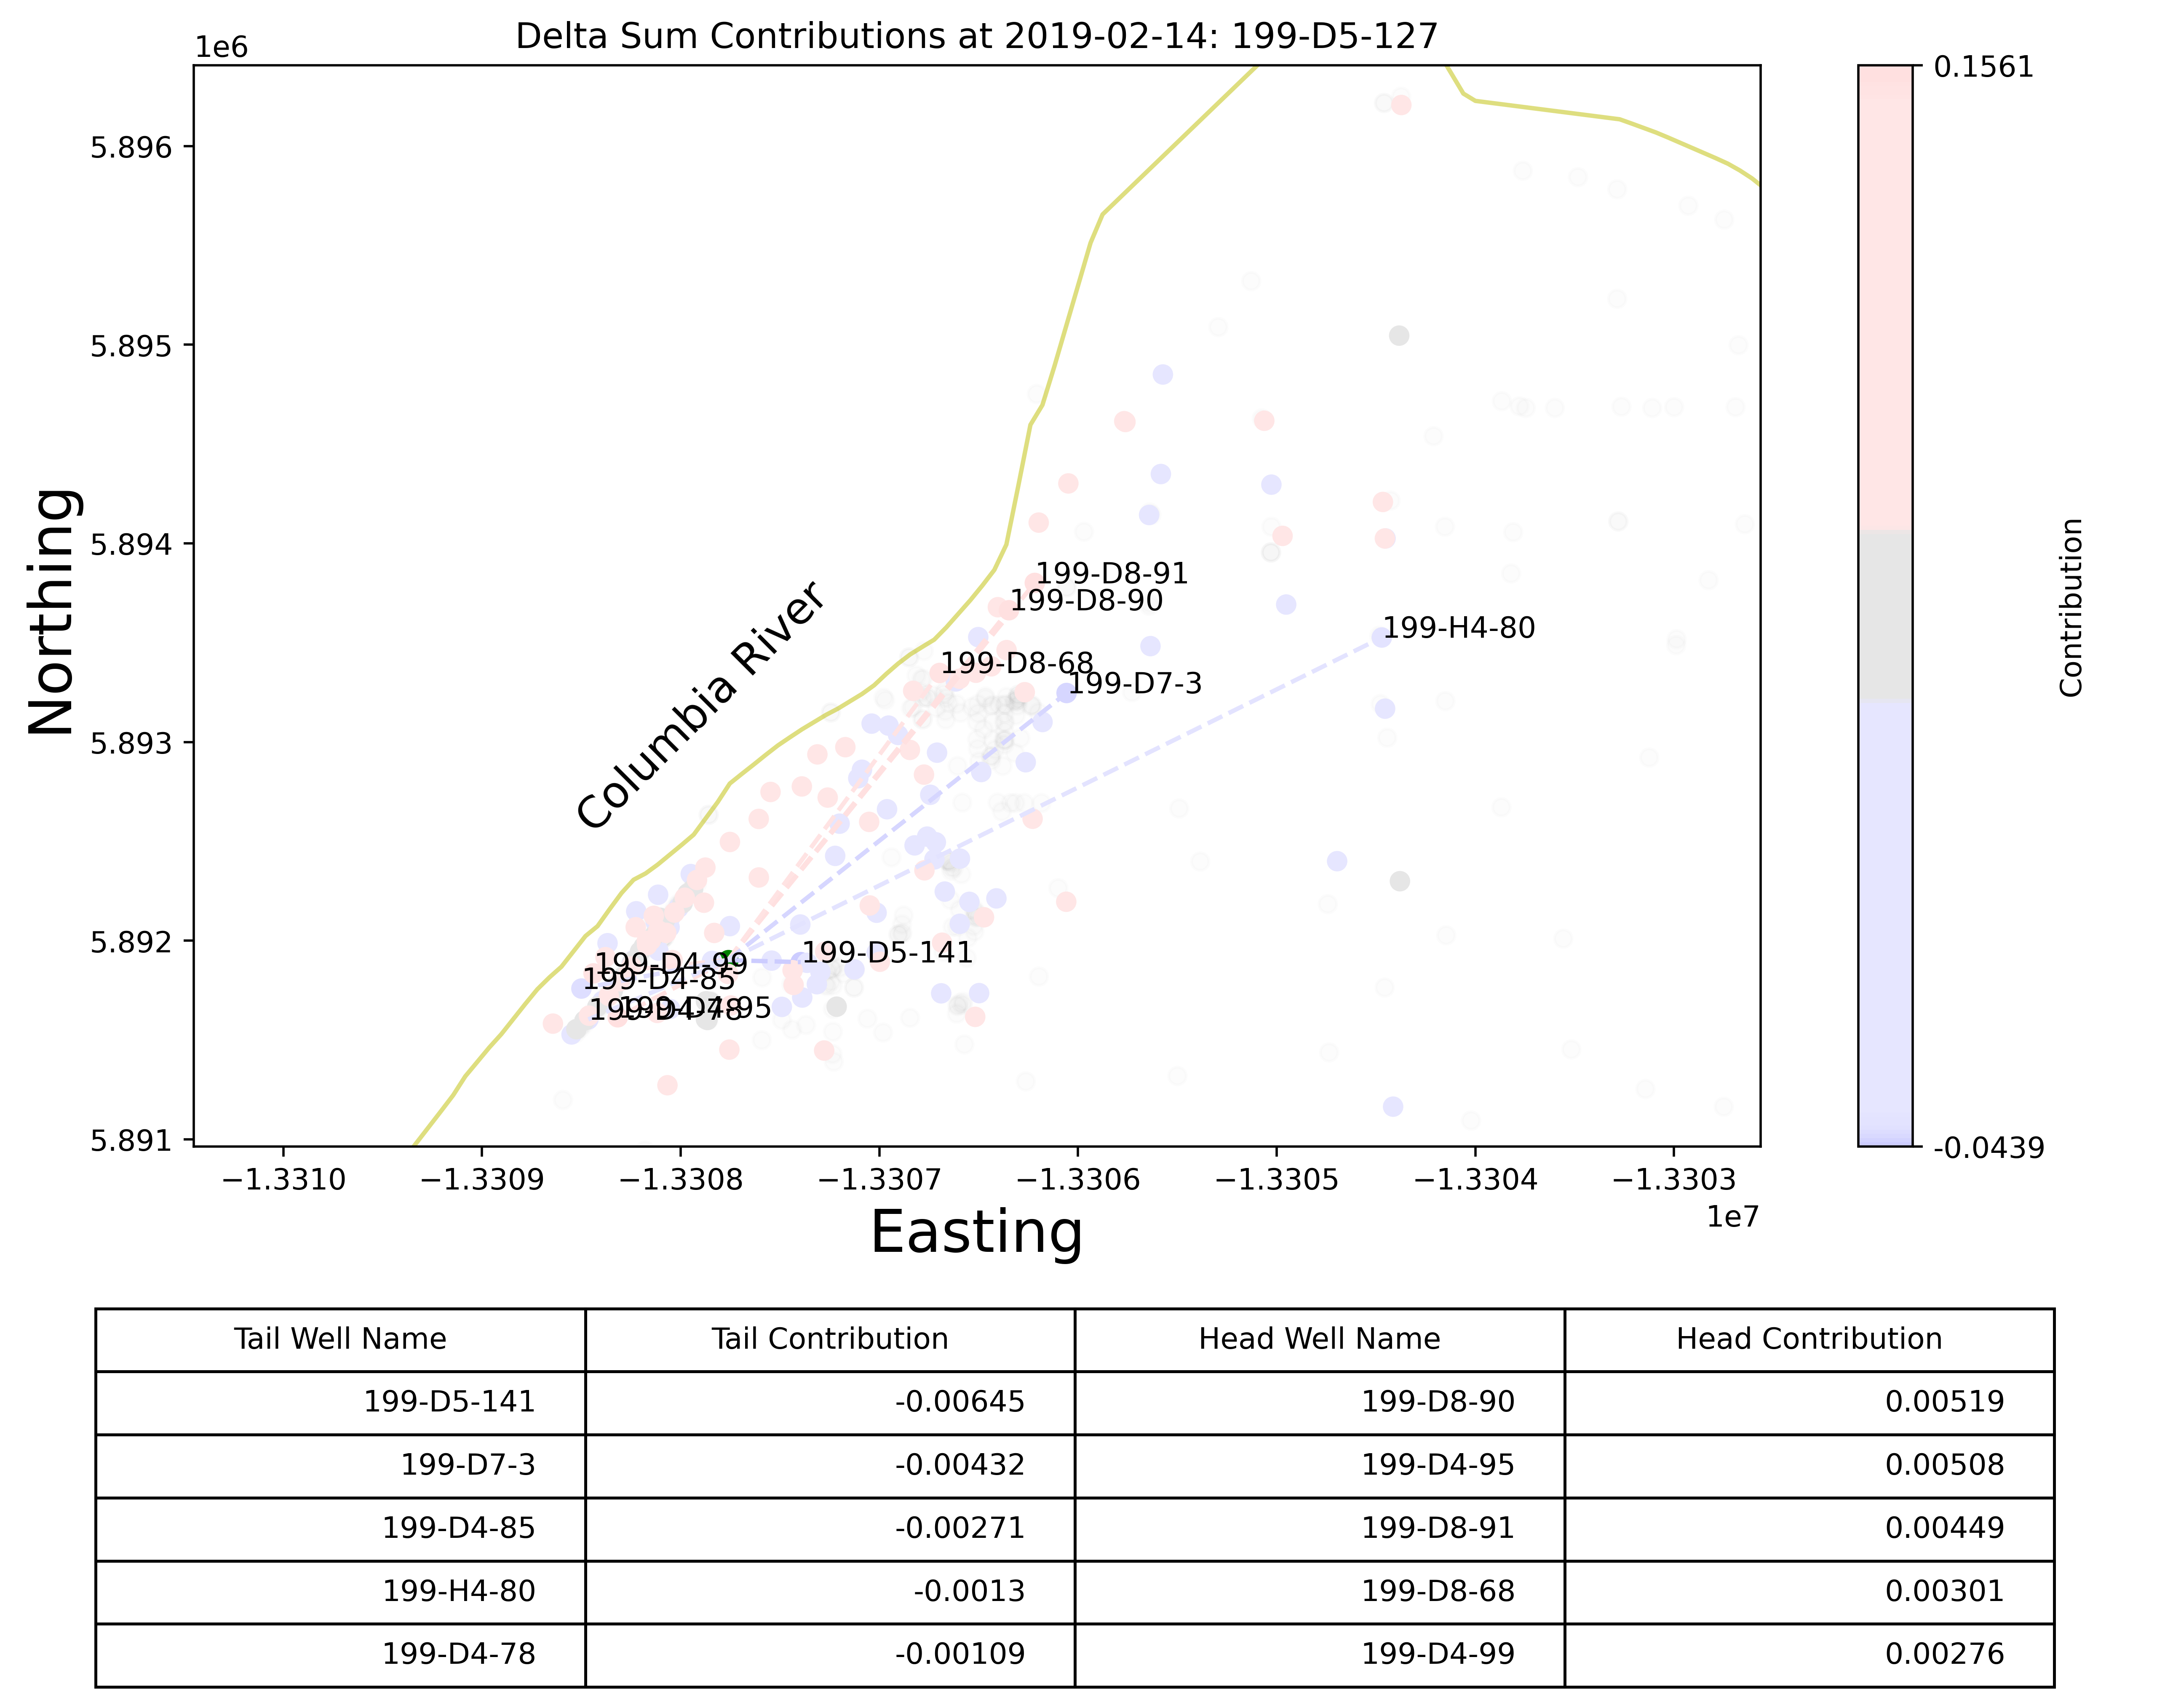 Delta Sum Contributions at 2019-02-14: 199-D5-127
1e6
0.1561
5.896
5.895
5.894
5.893
5.892
5.891
Northing
Columbia River
199-D8-91
199-D8-90
199-H4-80
199-D8-68
199-D7-3
199-D5-141
199-D4-99
199-D4-85
199-D4-78
199-D4-95
Contribution
-0.0439
−1.3310 −1.3309 −1.3308 −1.3307 −1.3306 −1.3305 −1.3304 −1.3303
1e7
Easting
Tail Well Name Tail Contribution Head Well Name Head Contribution
199-D5-141 -0.00645 199-D8-90 0.00519
199-D7-3 -0.00432 199-D4-95 0.00508
199-D4-85 -0.00271 199-D8-91 0.00449
199-H4-80 -0.0013 199-D8-68 0.00301
199-D4-78 -0.00109 199-D4-99 0.00276